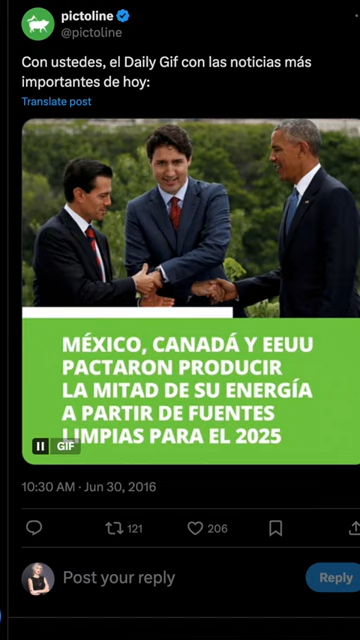 pictoline
@pictoline
Con ustedes, el Daily Gif con las noticias más
importantes de hoy:
Translate post
MÉXICO, CANADÁ Y EEUU
PACTARON PRODUCIR
LA MITAD DE SU ENERGÍA
A PARTIR DE FUENTES
LIMPIAS PARA EL 2025
GIF
10:30 AM · Jun 30, 2016
121
206
Post your reply
Reply